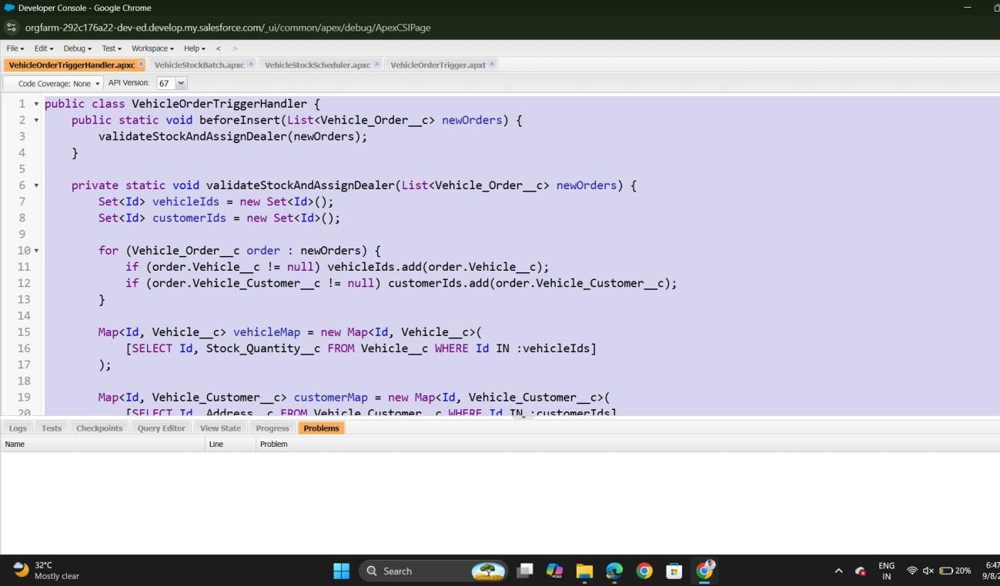 Developer Console - Google Chrome
orgfarm-292c176a22-dev-ed.develop.my.salesforce.com/_ui/common/apex/debug/ApexCSIPage
File Edit Debug Test Workspace Help < >
VehicleOrderTriggerHandler.apxc VehicleStockBatch.apxc VehicleStockScheduler.apxc VehicleOrderTrigger.apxt
Code Coverage: None API Version: 67
1 public class VehicleOrderTriggerHandler {
2 public static void beforeInsert(List<Vehicle_Order__c> newOrders) {
3 validateStockAndAssignDealer(newOrders);
4 }
5
6 private static void validateStockAndAssignDealer(List<Vehicle_Order__c> newOrders) {
7 Set<Id> vehicleIds = new Set<Id>();
8 Set<Id> customerIds = new Set<Id>();
9
10 for (Vehicle_Order__c order : newOrders) {
11 if (order.Vehicle__c != null) vehicleIds.add(order.Vehicle__c);
12 if (order.Vehicle_Customer__c != null) customerIds.add(order.Vehicle_Customer__c);
13 }
14
15 Map<Id, Vehicle__c> vehicleMap = new Map<Id, Vehicle__c>(
16 [SELECT Id, Stock_Quantity__c FROM Vehicle__c WHERE Id IN :vehicleIds]
17 );
18
19 Map<Id, Vehicle_Customer__c> customerMap = new Map<Id, Vehicle_Customer__c>(
20 [SELECT Id, Address__c FROM Vehicle_Customer__c WHERE Id IN :customerIds]
Logs Tests Checkpoints Query Editor View State Progress Problems
Name Line Problem
32°C
Mostly clear
Search
M365
ENG
IN
20%
6:47
9/8/2